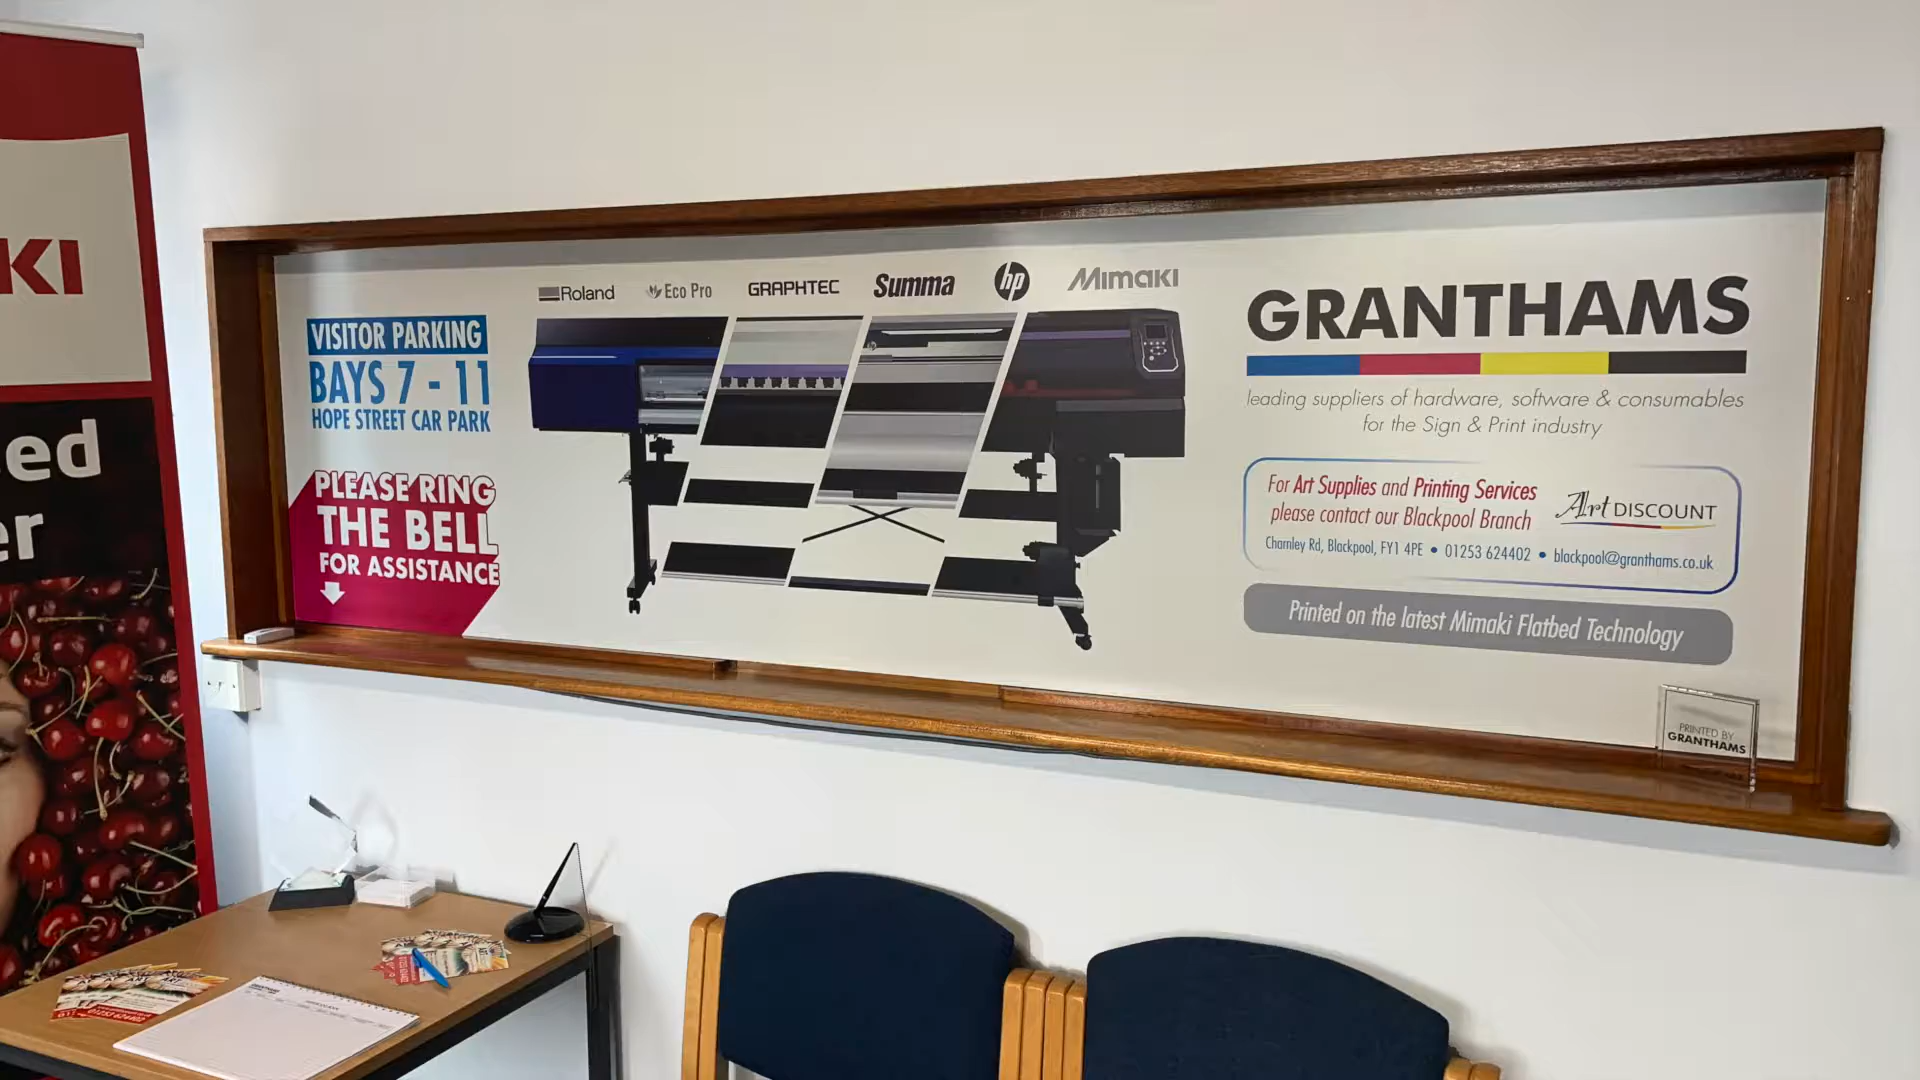 KI
ed
er
VISITOR PARKING
BAYS 7 - 11
HOPE STREET CAR PARK
PLEASE RING
THE BELL
FOR ASSISTANCE
Roland
Eco Pro
GRAPHTEC
Summa
hp
Mimaki
GRANTHAMS
leading suppliers of hardware, software & consumables
for the Sign & Print industry
For Art Supplies and Printing Services
please contact our Blackpool Branch
Art DISCOUNT
Charnley Rd, Blackpool, FY1 4PE • 01253 624402 • blackpool@granthams.co.uk
Printed on the latest Mimaki Flatbed Technology
PRINTED BY
GRANTHAMS
GRANTHAMS
01253 624402